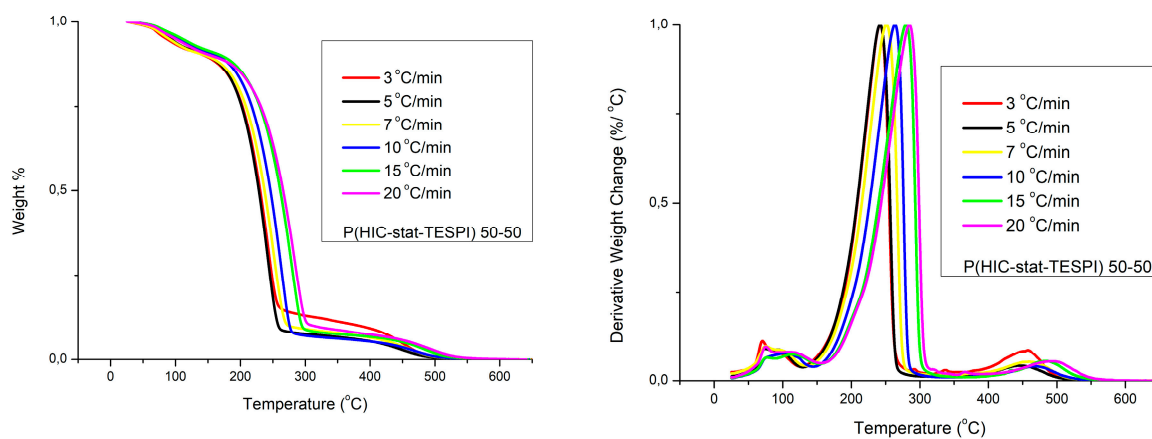 1,0
0,5
0,0
Weight %
0 100 200 300 400 500 600
Temperature (°C)
3 °C/min
5 °C/min
7 °C/min
10 °C/min
15 °C/min
20 °C/min
P(HIC-stat-TESPI) 50-50
1,0
0,5
0,0
Derivative Weight Change (%/ °C)
0 100 200 300 400 500 600
Temperature (°C)
3 °C/min
5 °C/min
7 °C/min
10 °C/min
15 °C/min
20 °C/min
P(HIC-stat-TESPI) 50-50